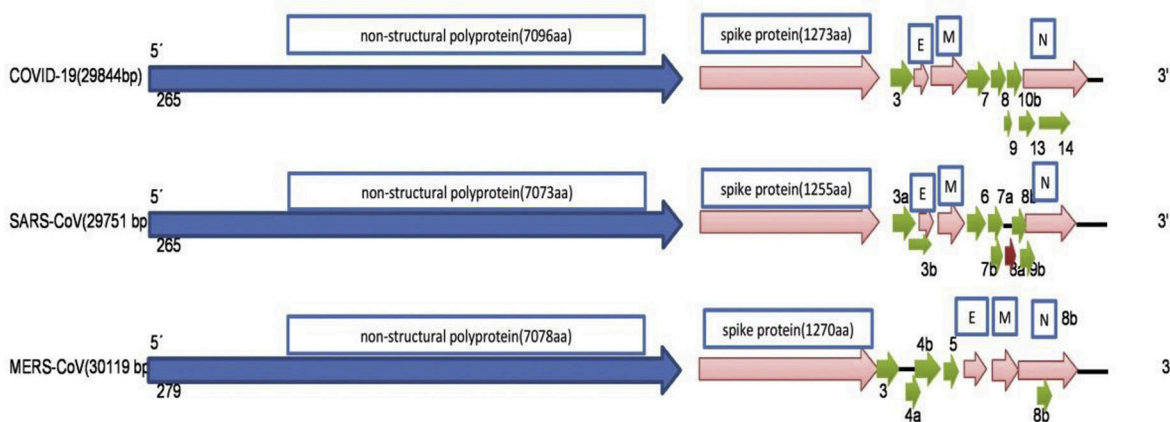 non-structural polyprotein(7096aa)
spike protein(1273aa)
E
M
N
5´
COVID-19(29844bp)
3'
265
3
7
8
10b
9
13
14
non-structural polyprotein(7073aa)
spike protein(1255aa)
E
M
N
5´
3a
6
7a
8b
SARS-CoV(29751 bp)
3'
265
3b
7b
8a
9b
non-structural polyprotein(7078aa)
spike protein(1270aa)
E
M
N
8b
5´
4b
5
MERS-CoV(30119 bp)
3
279
3
4a
8b